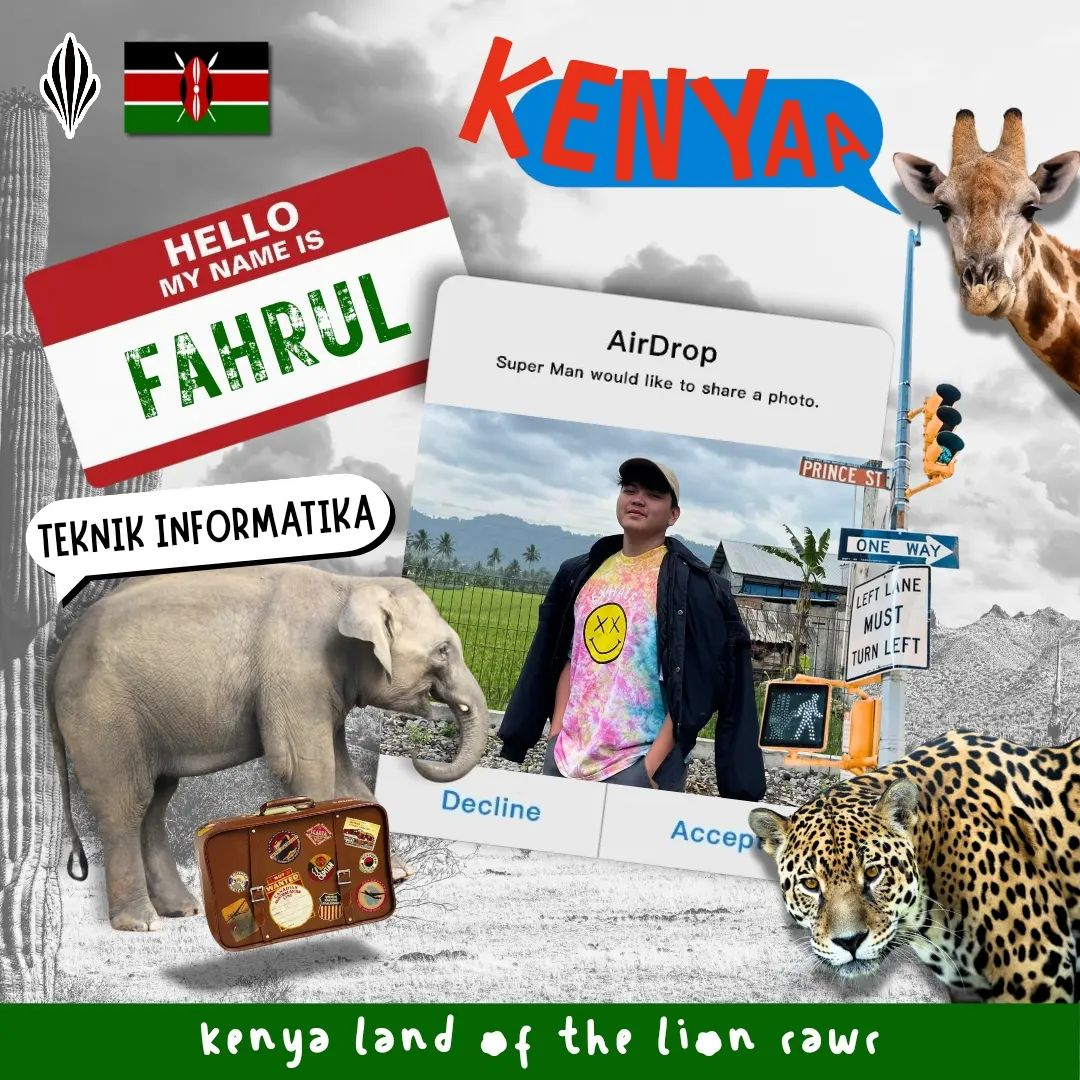 KENYAA
HELLO
MY NAME IS
FAHRUL
AirDrop
Super Man would like to share a photo.
PRINCE ST
TEKNIK INFORMATIKA
ONE WAY
LEFT LANE
MUST
TURN LEFT
Decline
Accep
kenya land of the lion rawr